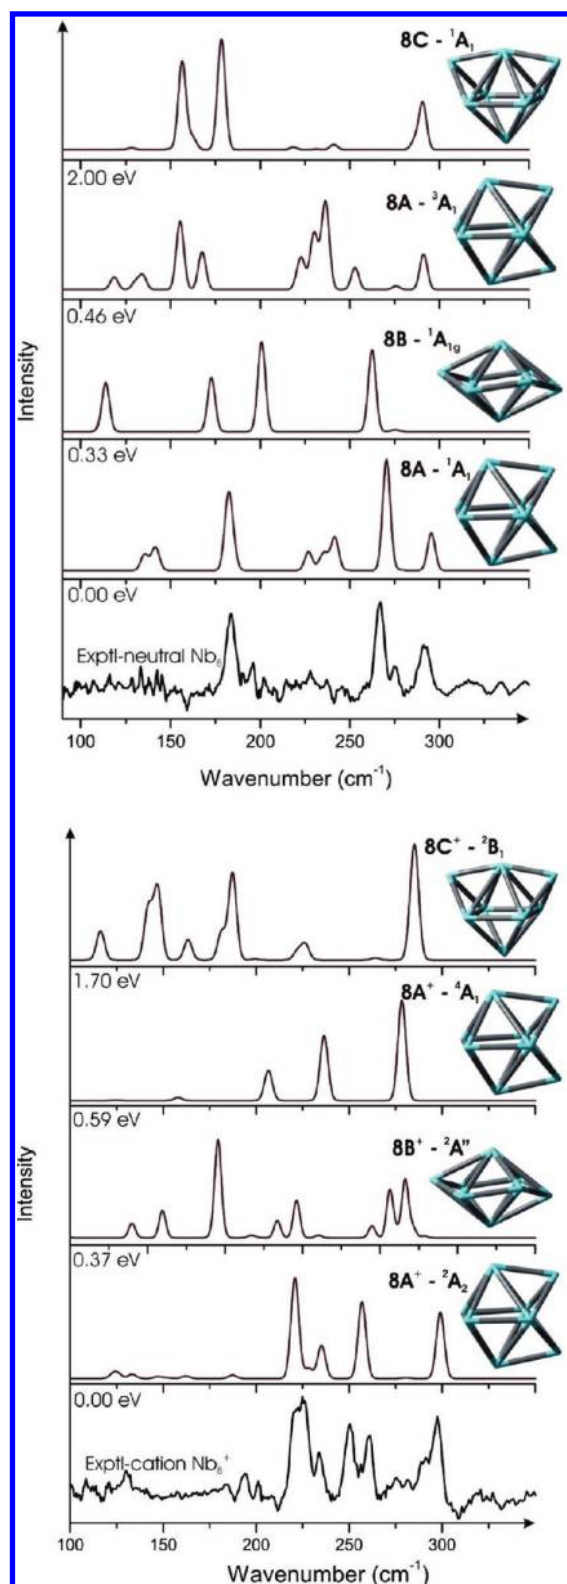 8C - ¹A₁
2.00 eV
8A - ³A₁
0.46 eV
8B - ¹A₁g
0.33 eV
8A - ¹A₁
0.00 eV
Exptl-neutral Nb₈
Intensity
100 150 200 250 300
Wavenumber (cm⁻¹)
8C⁺ - ²B₁
1.70 eV
8A⁺ - ⁴A₁
0.59 eV
8B⁺ - ²A"
0.37 eV
8A⁺ - ²A₂
0.00 eV
Exptl-cation Nb₈⁺
Intensity
100 150 200 250 300
Wavenumber (cm⁻¹)